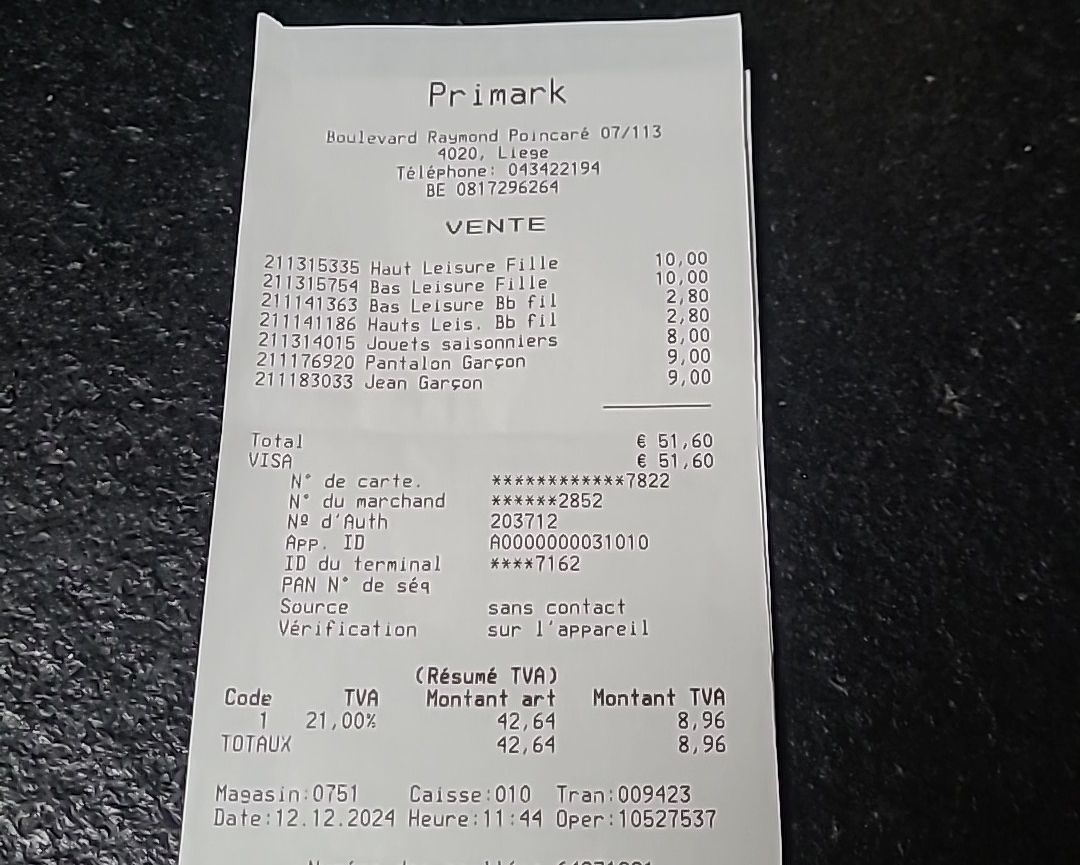 Primark
Boulevard Raymond Poincaré 07/113
4020, Liege
Téléphone: 043422194
BE 0817296264
VENTE
211315335 Haut Leisure Fille 10,00
211315754 Bas Leisure Fille 10,00
211141363 Bas Leisure Bb fil 2,80
211141186 Hauts Leis. Bb fil 2,80
211314015 Jouets saisonniers 8,00
211176920 Pantalon Garçon 9,00
211183033 Jean Garçon 9,00
Total € 51,60
VISA € 51,60
N° de carte. ************7822
N° du marchand ******2852
Nº d'Auth 203712
App. ID A0000000031010
ID du terminal ****7162
PAN N° de séq
Source sans contact
Vérification sur l'appareil
(Résumé TVA)
Code TVA Montant art Montant TVA
1 21,00% 42,64 8,96
TOTAUX 42,64 8,96
Magasin:0751 Caisse:010 Tran:009423
Date:12.12.2024 Heure:11:44 Oper:10527537